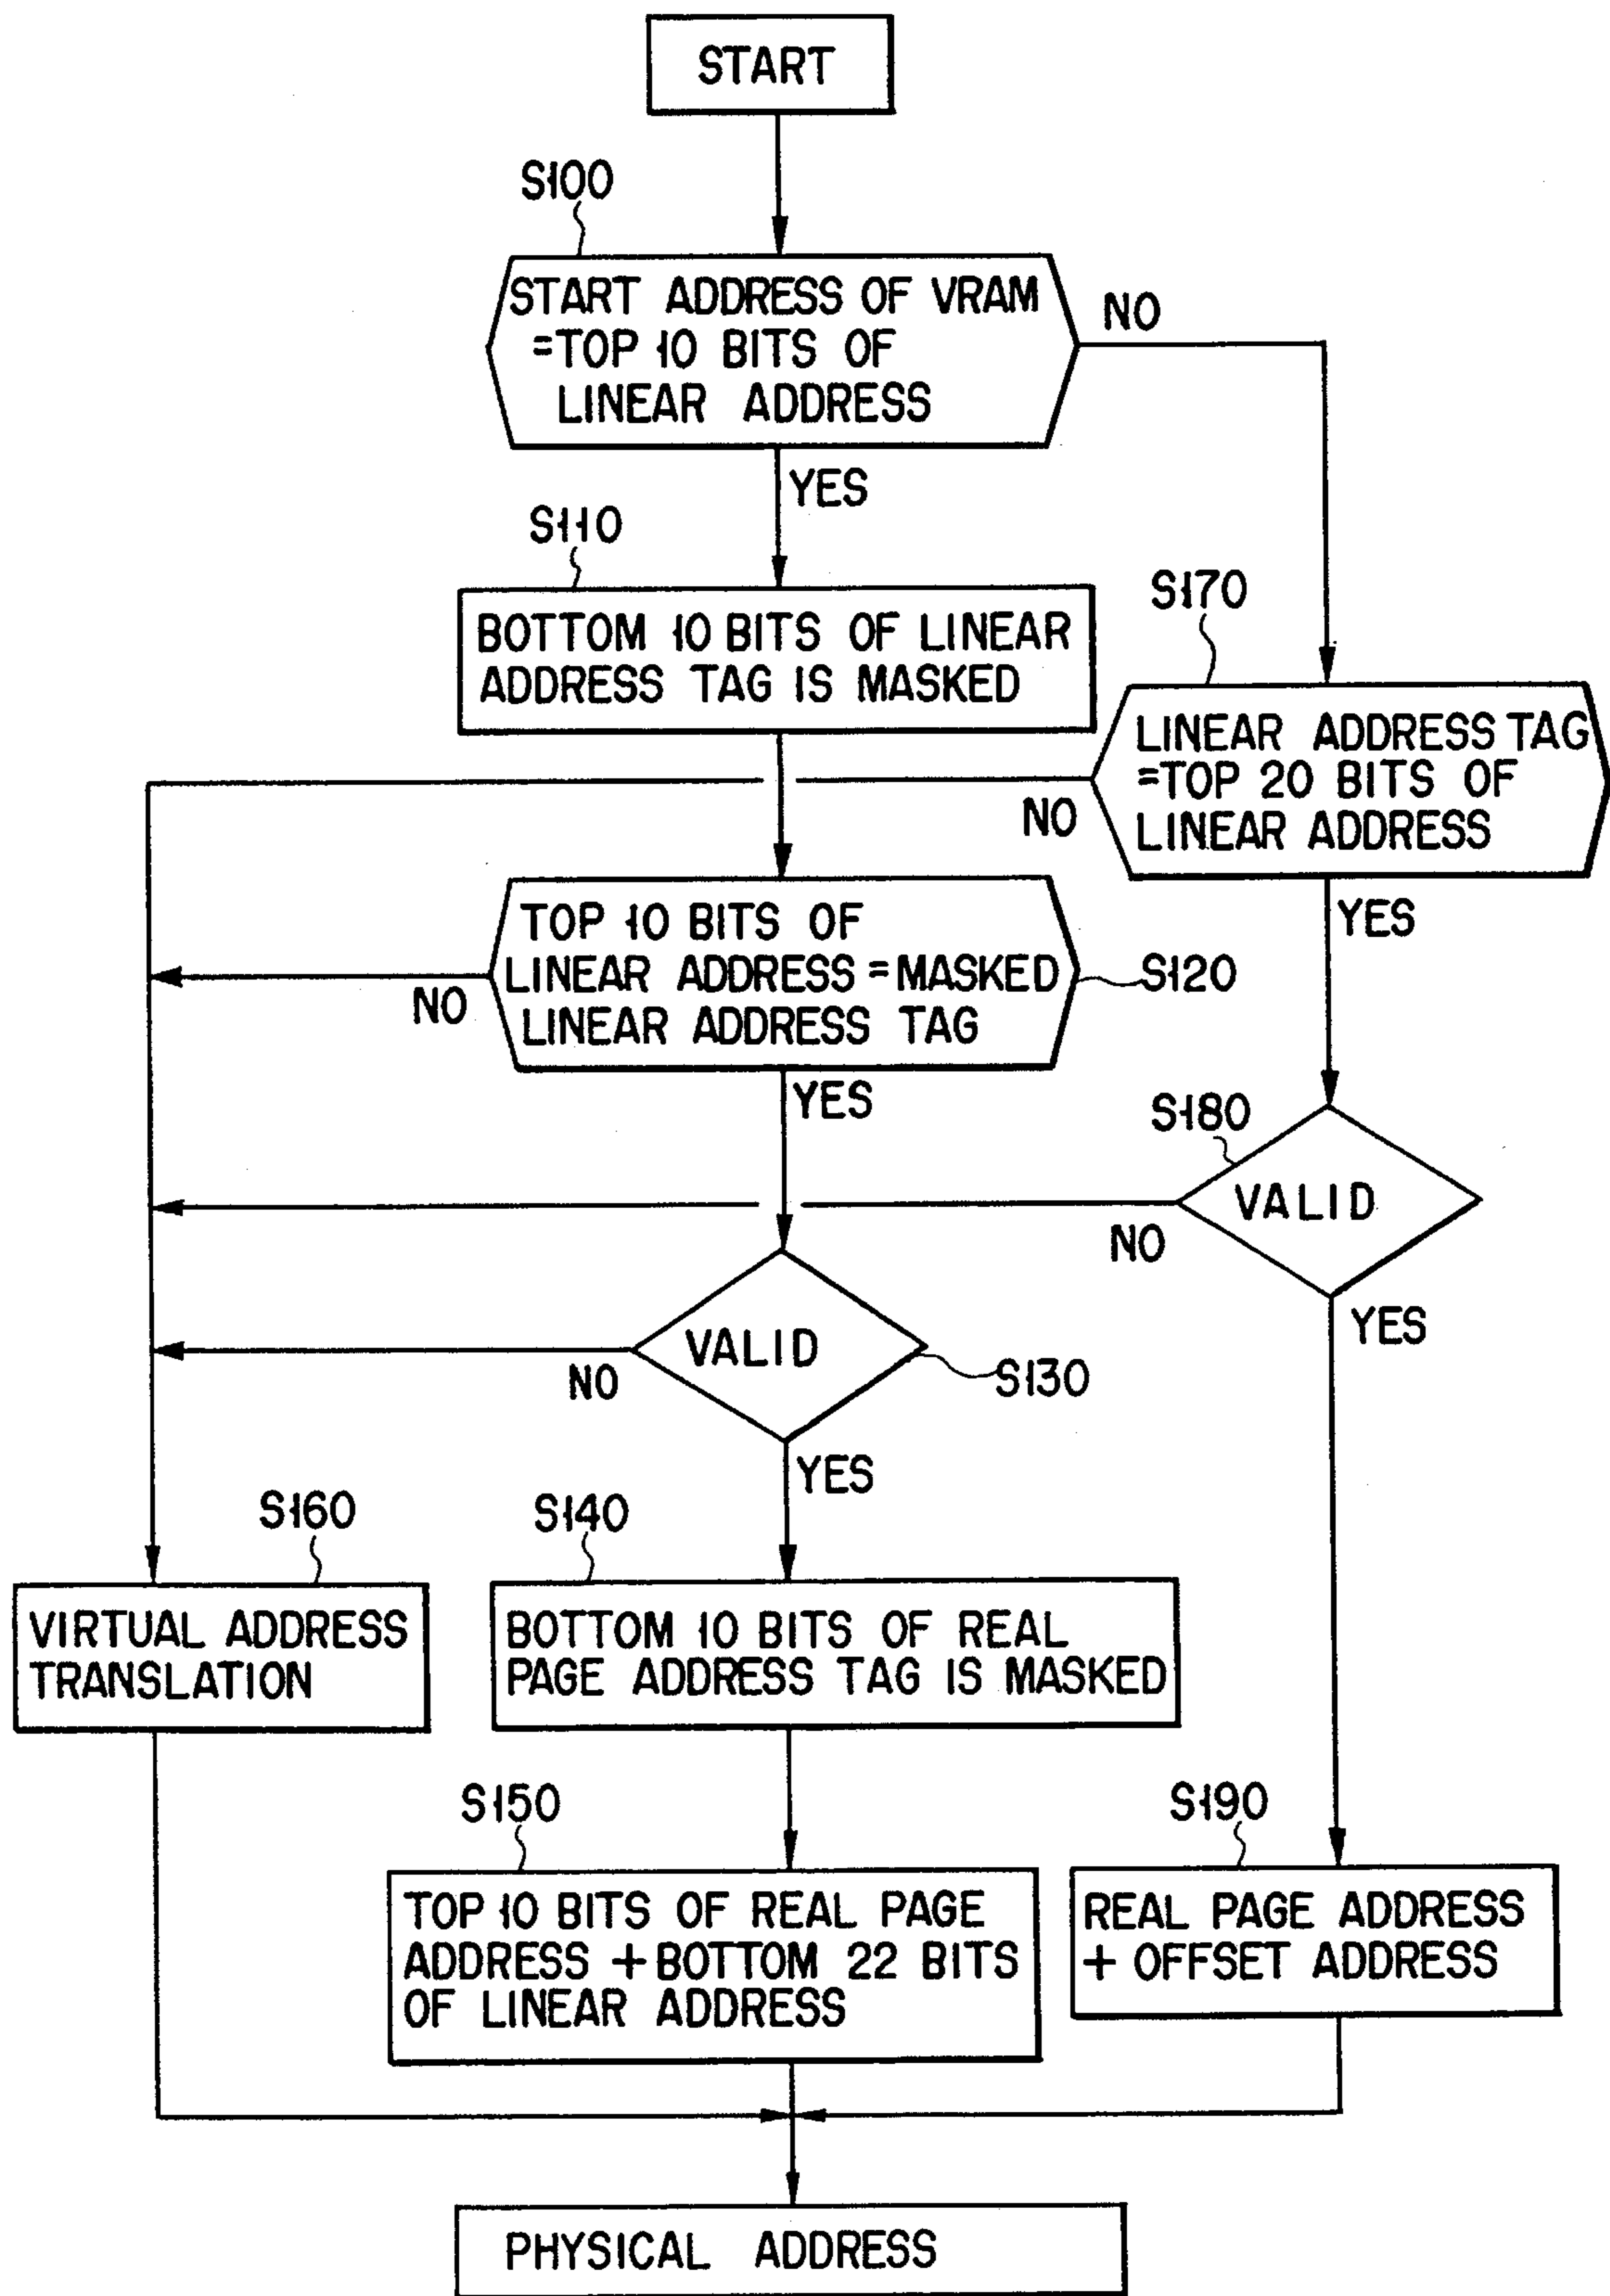 START
S100
START ADDRESS OF VRAM
=TOP 10 BITS OF
LINEAR ADDRESS
NO
YES
S110
BOTTOM 10 BITS OF LINEAR
ADDRESS TAG IS MASKED
S170
LINEAR ADDRESS TAG
=TOP 20 BITS OF
LINEAR ADDRESS
NO
YES
TOP 10 BITS OF
LINEAR ADDRESS = MASKED
LINEAR ADDRESS TAG
S120
NO
YES
S180
VALID
NO
YES
VALID
S130
NO
YES
S160
VIRTUAL ADDRESS
TRANSLATION
S140
BOTTOM 10 BITS OF REAL
PAGE ADDRESS TAG IS MASKED
S150
TOP 10 BITS OF REAL PAGE
ADDRESS + BOTTOM 22 BITS
OF LINEAR ADDRESS
S190
REAL PAGE ADDRESS
+ OFFSET ADDRESS
PHYSICAL ADDRESS